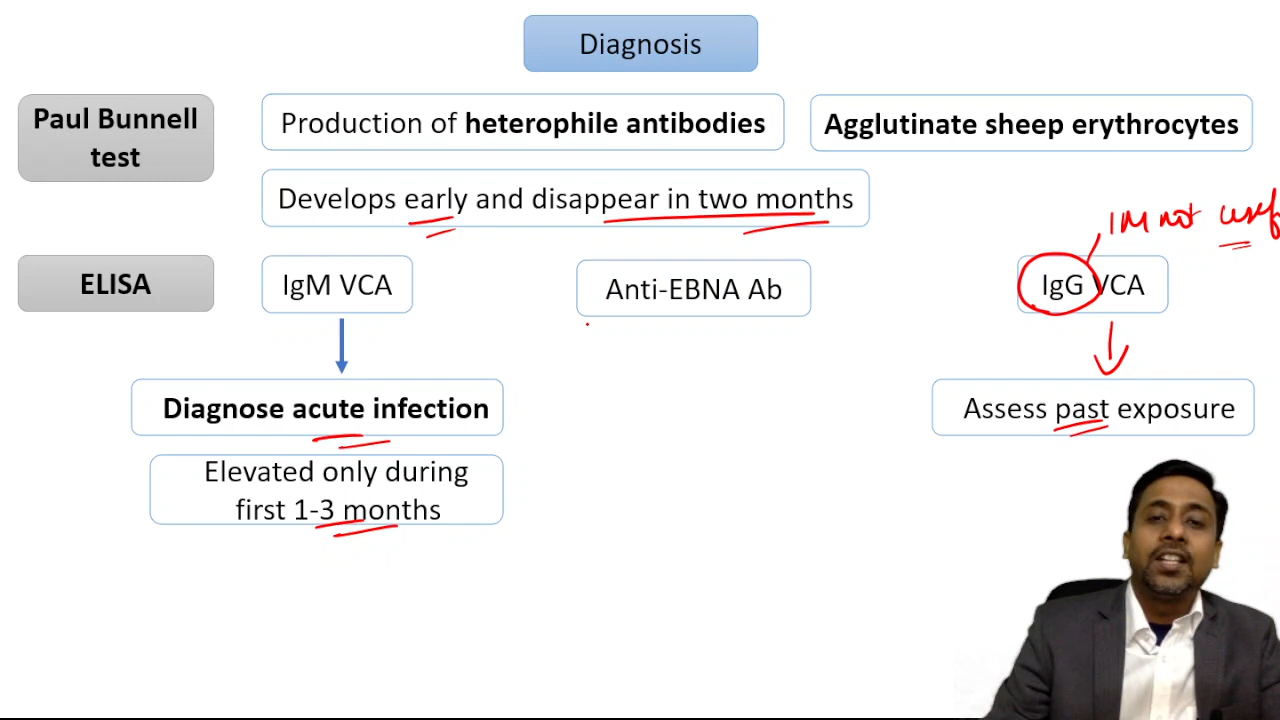 Diagnosis
Paul Bunnell
test
Production of heterophile antibodies
Agglutinate sheep erythrocytes
Develops early and disappear in two months
IM not
ELISA
IgM VCA
Anti-EBNA Ab
IgG VCA
Diagnose acute infection
Assess past exposure
Elevated only during
first 1-3 months